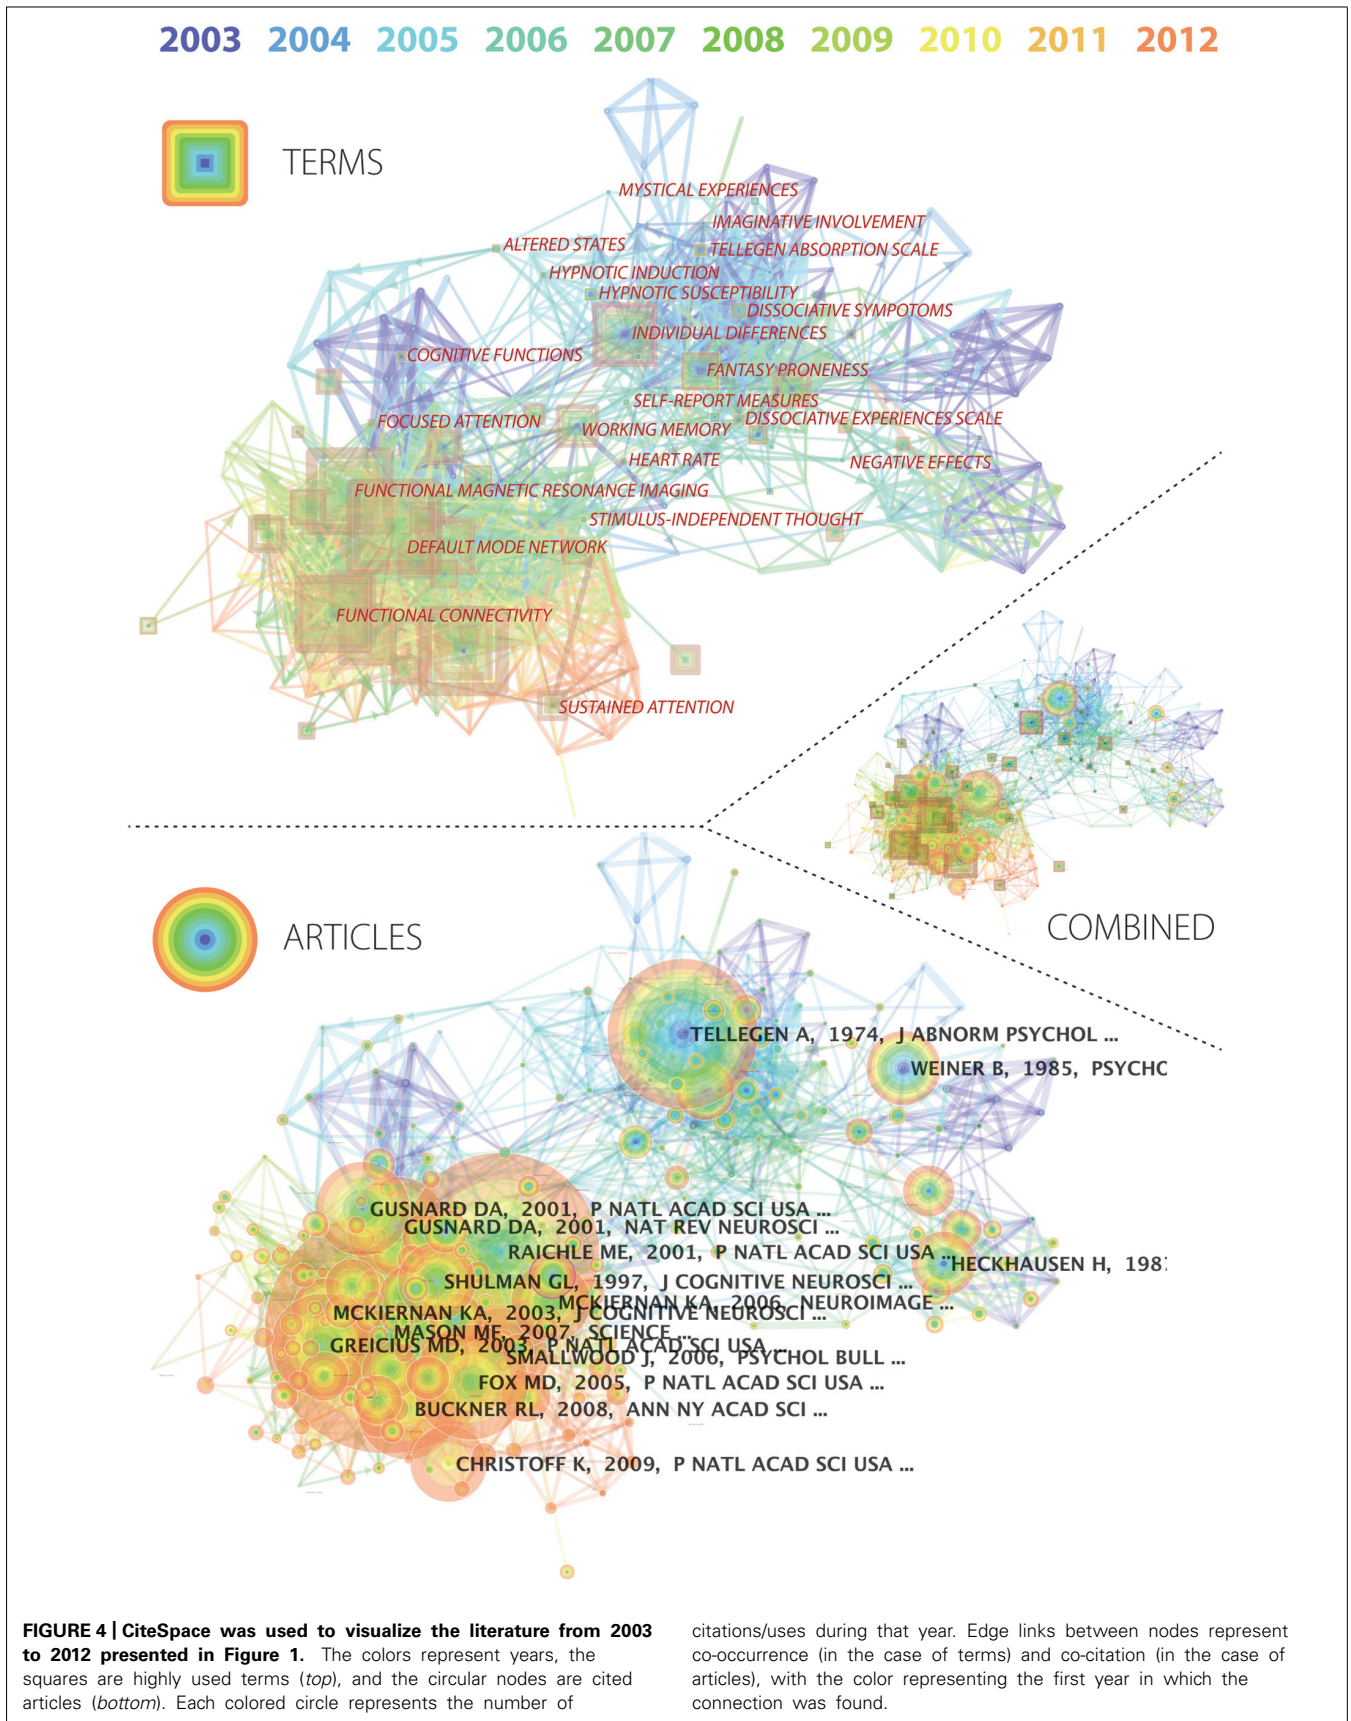 2003 2004 2005 2006 2007 2008 2009 2010 2011 2012
TERMS
MYSTICAL EXPERIENCES
IMAGINATIVE INVOLVEMENT
ALTERED STATES
TELLEGEN ABSORPTION SCALE
HYPNOTIC INDUCTION
HYPNOTIC SUSCEPTIBILITY
DISSOCIATIVE SYMPOTOMS
INDIVIDUAL DIFFERENCES
COGNITIVE FUNCTIONS
FANTASY PRONENESS
SELF-REPORT MEASURES
FOCUSED ATTENTION
DISSOCIATIVE EXPERIENCES SCALE
WORKING MEMORY
HEART RATE
NEGATIVE EFFECTS
FUNCTIONAL MAGNETIC RESONANCE IMAGING
STIMULUS-INDEPENDENT THOUGHT
DEFAULT MODE NETWORK
FUNCTIONAL CONNECTIVITY
SUSTAINED ATTENTION
COMBINED
ARTICLES
TELLEGEN A, 1974, J ABNORM PSYCHOL ...
WEINER B, 1985, PSYCHO
GUSNARD DA, 2001, P NATL ACAD SCI USA ...
GUSNARD DA, 2001, NAT REV NEUROSCI ...
RAICHLE ME, 2001, P NATL ACAD SCI USA ...
HECKHAUSEN H, 198
SHULMAN GL, 1997, J COGNITIVE NEUROSCI ...
MCKIERNAN KA, 2006, NEUROIMAGE ...
MCKIERNAN KA, 2003, J COGNITIVE NEUROSCI ...
MASON MF, 2007, SCIENCE ...
GREICIUS MD, 2003, P NATL ACAD SCI USA ...
SMALLWOOD J, 2006, PSYCHOL BULL ...
FOX MD, 2005, P NATL ACAD SCI USA ...
BUCKNER RL, 2008, ANN NY ACAD SCI ...
CHRISTOFF K, 2009, P NATL ACAD SCI USA ...
FIGURE 4 | CiteSpace was used to visualize the literature from 2003
to 2012 presented in Figure 1. The colors represent years, the
squares are highly used terms (top), and the circular nodes are cited
articles (bottom). Each colored circle represents the number of
citations/uses during that year. Edge links between nodes represent
co-occurrence (in the case of terms) and co-citation (in the case of
articles), with the color representing the first year in which the
connection was found.